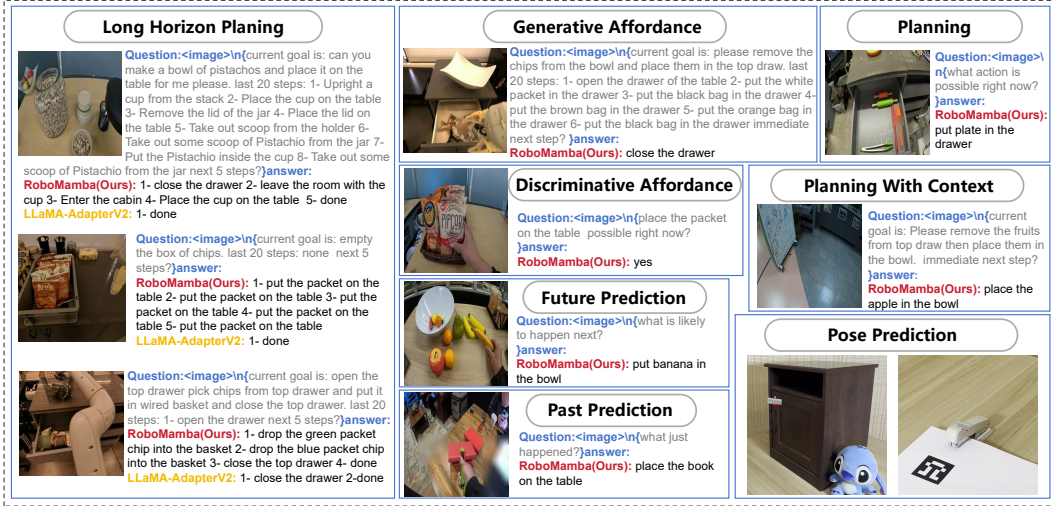 Long Horizon Planing
Question:<image>\n{current goal is: can you
make a bowl of pistachos and place it on the
table for me please. last 20 steps: 1- Upright a
cup from the stack 2- Place the cup on the table
3- Remove the lid of the jar 4- Place the lid on
the table 5- Take out scoop from the holder 6-
Take out some scoop of Pistachio from the jar 7-
Put the Pistachio inside the cup 8- Take out some
scoop of Pistachio from the jar next 5 steps?}answer:
RoboMamba(Ours): 1- close the drawer 2- leave the room with the
cup 3- Enter the cabin 4- Place the cup on the table  5- done
LLaMA-AdapterV2: 1- done
Question:<image>\n{current goal is: empty
the box of chips. last 20 steps: none  next 5
steps?}answer:
RoboMamba(Ours): 1- put the packet on the
table 2- put the packet on the table 3- put the
packet on the table 4- put the packet on the
table 5- put the packet on the table
LLaMA-AdapterV2: 1- done
Question:<image>\n{current goal is: open the
top drawer pick chips from top drawer and put it
in wired basket and close the top drawer. last 20
steps: 1- open the drawer next 5 steps?}answer:
RoboMamba(Ours): 1- drop the green packet
chip into the basket 2- drop the blue packet chip
into the basket 3- close the top drawer 4- done
LLaMA-AdapterV2: 1- close the drawer 2-done
Generative Affordance
Question:<image>\n{current goal is: please remove the
chips from the bowl and place them in the top draw. last
20 steps: 1- open the drawer of the table 2- put the white
packet in the drawer 3- put the black bag in the drawer 4-
put the brown bag in the drawer 5- put the orange bag in
the drawer 6- put the black bag in the drawer immediate
next step? }answer:
RoboMamba(Ours): close the drawer
Discriminative Affordance
Question:<image>\n{place the packet
on the table  possible right now?
}answer:
RoboMamba(Ours): yes
PIPCORN
Future Prediction
Question:<image>\n{what is likely
to happen next?
}answer:
RoboMamba(Ours): put banana in
the bowl
Past Prediction
Question:<image>\n{what just
happened?}answer:
RoboMamba(Ours): place the book
on the table
Planning
Question:<image>\
n{what action is
possible right now?
}answer:
RoboMamba(Ours):
put plate in the
drawer
Planning With Context
Question:<image>\n{current
goal is: Please remove the fruits
from top draw then place them in
the bowl.  immediate next step?
}answer:
RoboMamba(Ours): place the
apple in the bowl
Pose Prediction